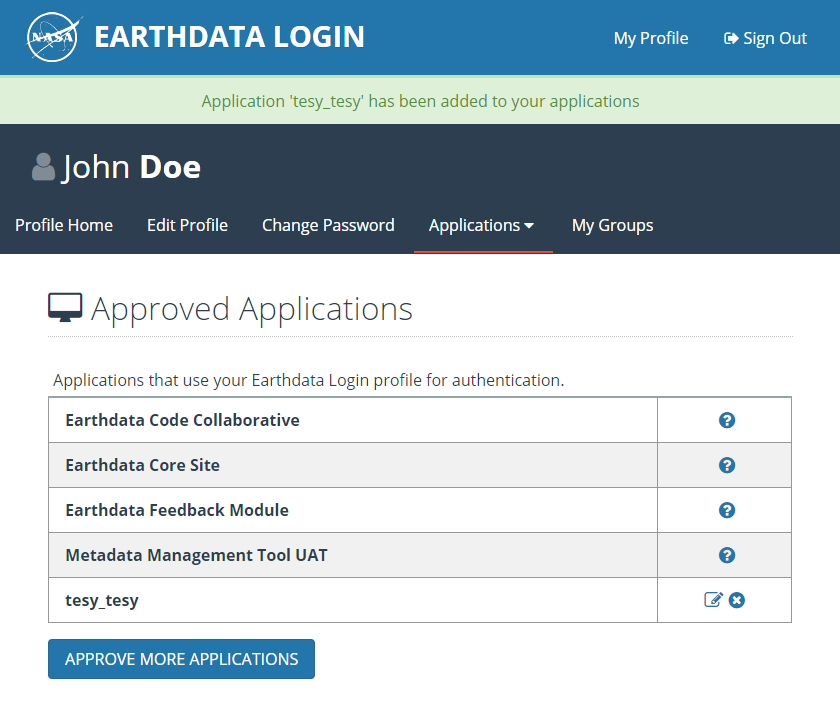 NASA EARTHDATA LOGIN My Profile Sign Out
Application 'tesy_tesy' has been added to your applications
John Doe
Profile Home Edit Profile Change Password Applications My Groups
Approved Applications
Applications that use your Earthdata Login profile for authentication.
Earthdata Code Collaborative ?
Earthdata Core Site ?
Earthdata Feedback Module ?
Metadata Management Tool UAT ?
tesy_tesy
APPROVE MORE APPLICATIONS